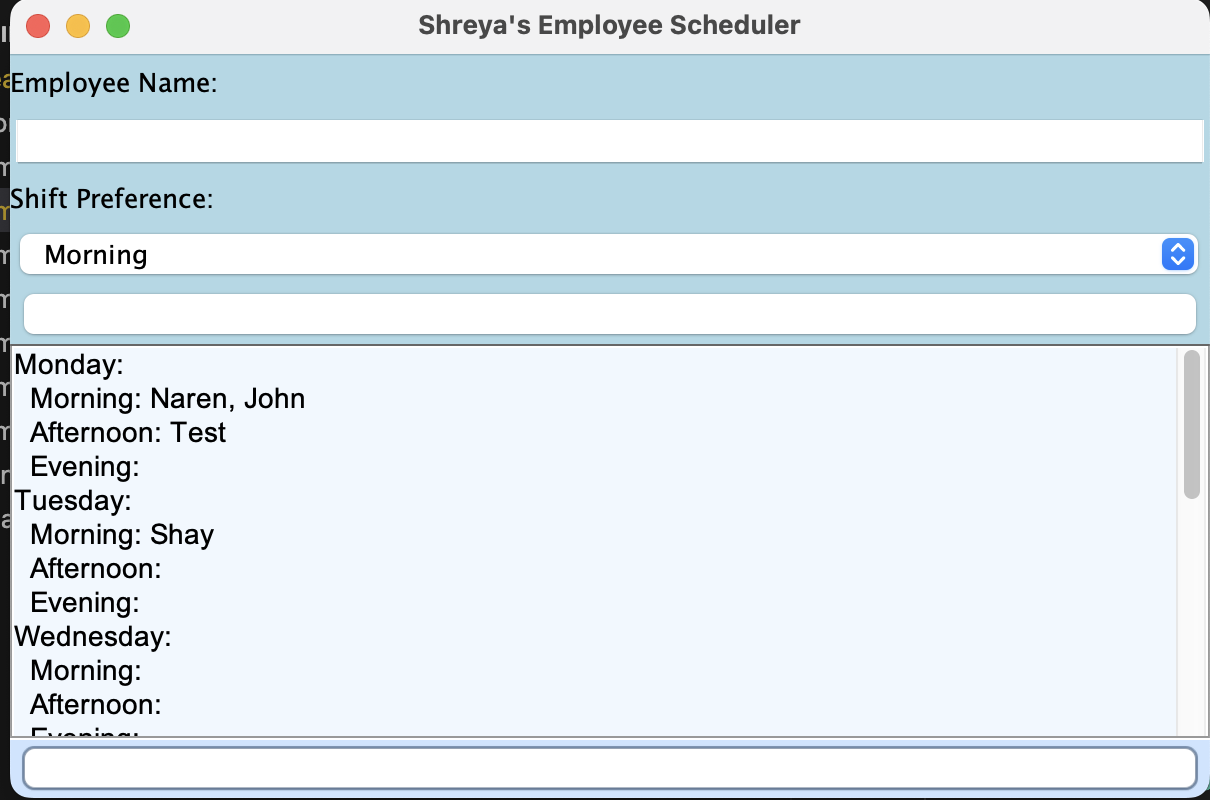 Shreya's Employee Scheduler
Employee Name:
Shift Preference:
Morning
Monday:
Morning: Naren, John
Afternoon: Test
Evening:
Tuesday:
Morning: Shay
Afternoon:
Evening:
Wednesday:
Morning:
Afternoon:
Evening: